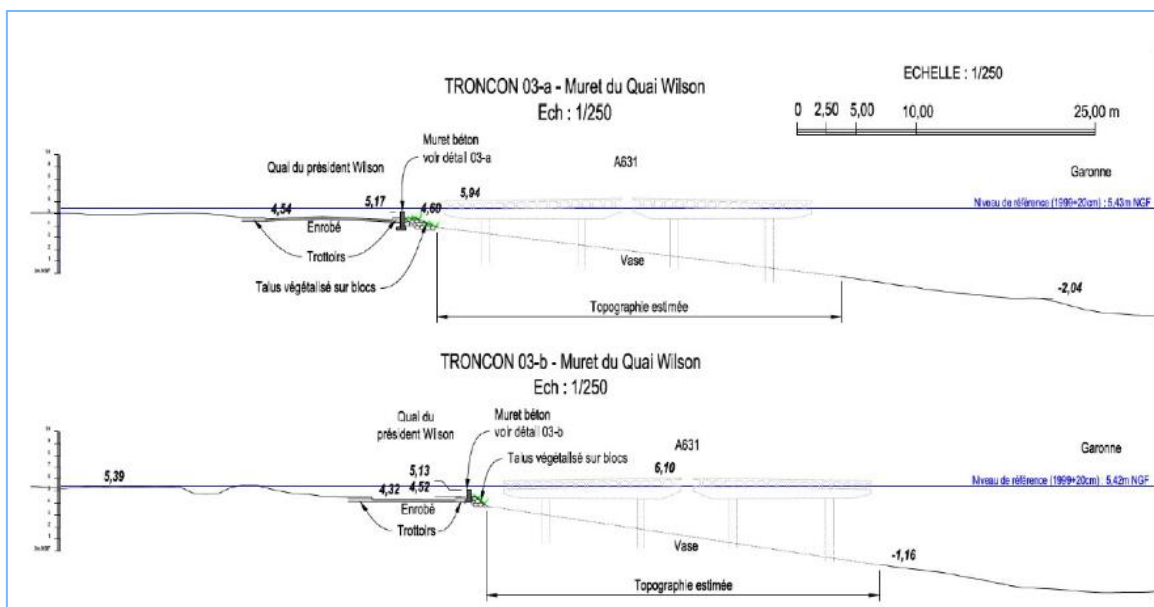 ECHELLE : 1/250
0 2,50 5,00 10,00 25,00 m
TRONCON 03-a - Muret du Quai Wilson
Ech : 1/250
Muret béton
voir détail 03-a
Quai du président Wilson
A631
Garonne
5,17
5,94
4,54
4,60
Niveau de référence (1999+20cm) : 5,43m NGF
Enrobé
Trottoirs
Vase
Talus végétalisé sur blocs
-2,04
Topographie estimée
TRONCON 03-b - Muret du Quai Wilson
Ech : 1/250
Quai du
président Wilson
Muret béton
voir détail 03-b
A631
Garonne
Talus végétalisé sur blocs
5,39
5,13
6,10
Niveau de référence (1999+20cm) : 5,42m NGF
4,32 4,52
Enrobé
Trottoirs
Vase
-1,16
Topographie estimée